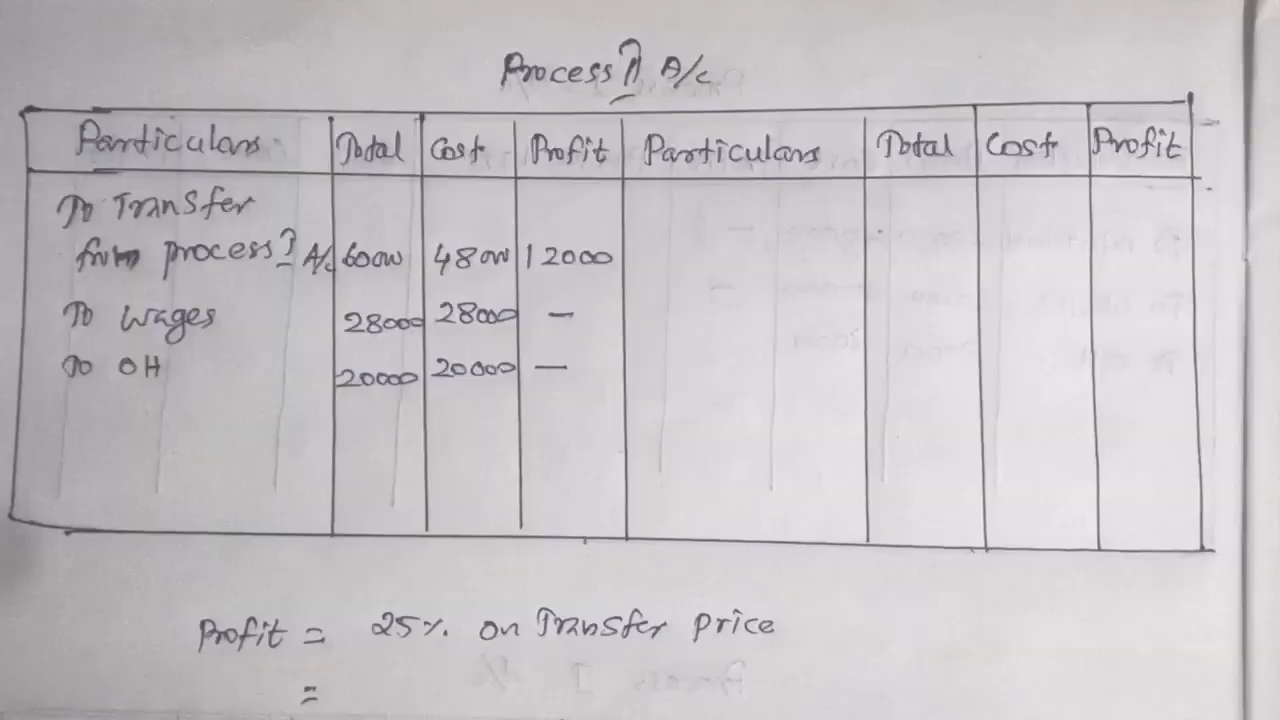 Process II A/c
Particulars Total Cost Profit Particulars Total Cost Profit
To Transfer
from process I A/c 60000 48000 12000
To wages 28000 28000 —
To OH 20000 20000 —
Profit = 25% on Transfer price
=